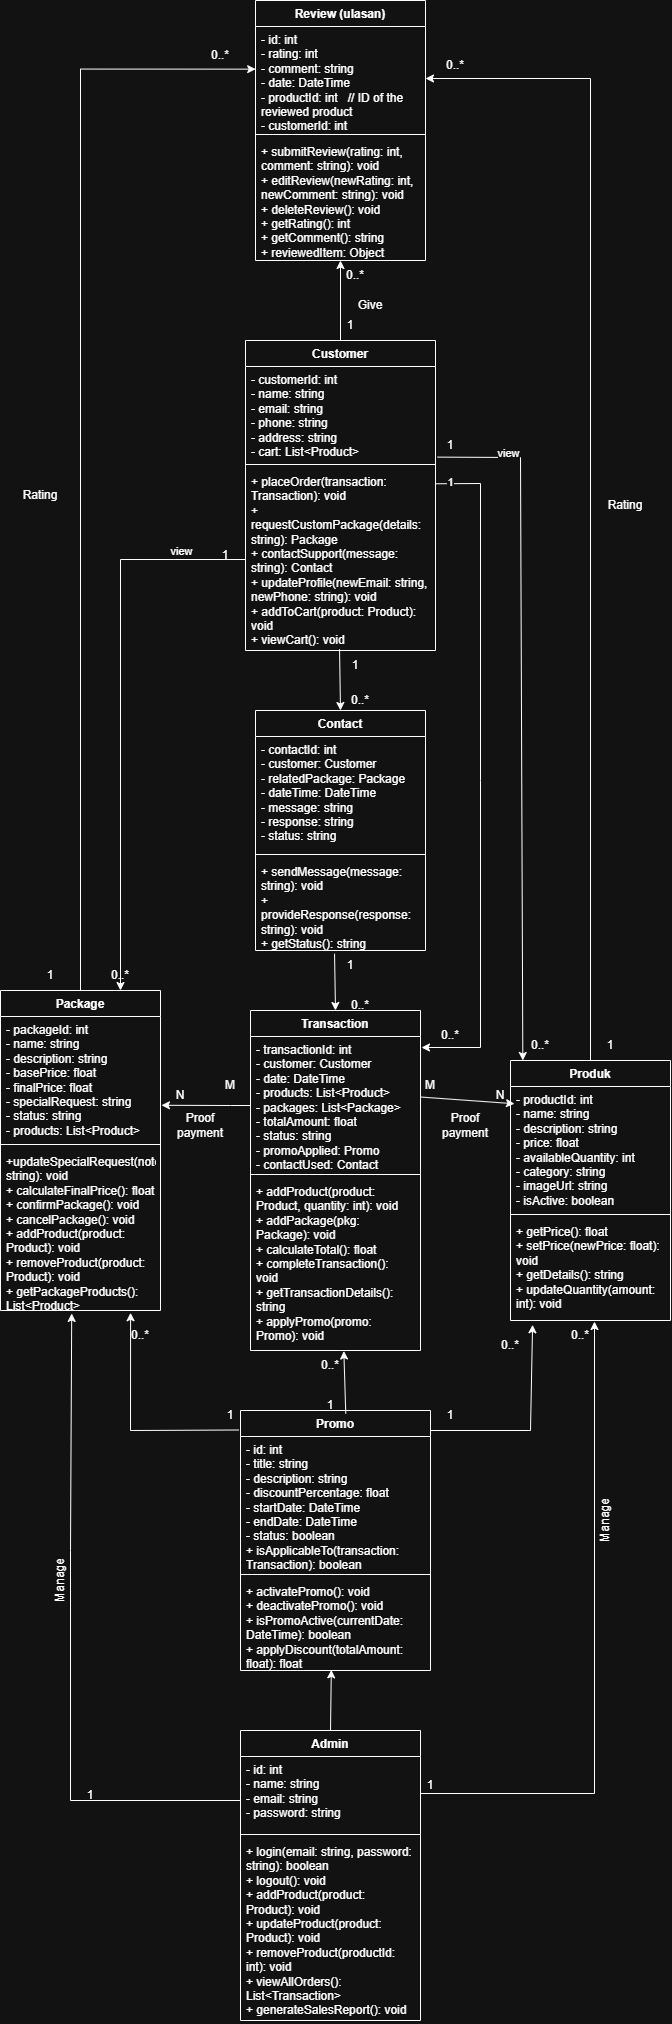 Review (ulasan)
- id: int
- rating: int
- comment: string
- date: DateTime
- productId: int   // ID of the
reviewed product
- customerId: int
+ submitReview(rating: int,
comment: string): void
+ editReview(newRating: int,
newComment: string): void
+ deleteReview(): void
+ getRating(): int
+ getComment(): string
+ reviewedItem: Object
0..*
0..*
0..*
Give
1
Customer
- customerId: int
- name: string
- email: string
- phone: string
- address: string
- cart: List<Product>
+ placeOrder(transaction:
Transaction): void
+
requestCustomPackage(details:
string): Package
+ contactSupport(message:
string): Contact
+ updateProfile(newEmail: string,
newPhone: string): void
+ addToCart(product: Product):
void
+ viewCart(): void
1
view
1
Rating
Rating
view
1
1
0..*
Contact
- contactId: int
- customer: Customer
- relatedPackage: Package
- dateTime: DateTime
- message: string
- response: string
- status: string
+ sendMessage(message:
string): void
+
provideResponse(response:
string): void
+ getStatus(): string
1
0..*
1
0..*
Package
- packageId: int
- name: string
- description: string
- basePrice: float
- finalPrice: float
- specialRequest: string
- status: string
- products: List<Product>
+updateSpecialRequest(note
string): void
+ calculateFinalPrice(): float
+ confirmPackage(): void
+ cancelPackage(): void
+ addProduct(product:
Product): void
+ removeProduct(product:
Product): void
+ getPackageProducts():
List<Product>
N
M
Proof
payment
Transaction
- transactionId: int
- customer: Customer
- date: DateTime
- products: List<Product>
- packages: List<Package>
- totalAmount: float
- status: string
- promoApplied: Promo
- contactUsed: Contact
+ addProduct(product:
Product, quantity: int): void
+ addPackage(pkg:
Package): void
+ calculateTotal(): float
+ completeTransaction():
void
+ getTransactionDetails():
string
+ applyPromo(promo:
Promo): void
0..*
M
N
Proof
payment
0..*
1
Produk
- productId: int
- name: string
- description: string
- price: float
- availableQuantity: int
- category: string
- imageUrl: string
- isActive: boolean
+ getPrice(): float
+ setPrice(newPrice: float):
void
+ getDetails(): string
+ updateQuantity(amount:
int): void
0..*
0..*
0..*
0..*
1
1
1
Promo
- id: int
- title: string
- description: string
- discountPercentage: float
- startDate: DateTime
- endDate: DateTime
- status: boolean
+ isApplicableTo(transaction:
Transaction): boolean
+ activatePromo(): void
+ deactivatePromo(): void
+ isPromoActive(currentDate:
DateTime): boolean
+ applyDiscount(totalAmount:
float): float
Manage
Manage
Admin
- id: int
- name: string
- email: string
- password: string
+ login(email: string, password:
string): boolean
+ logout(): void
+ addProduct(product:
Product): void
+ updateProduct(product:
Product): void
+ removeProduct(productId:
int): void
+ viewAllOrders():
List<Transaction>
+ generateSalesReport(): void
1
1